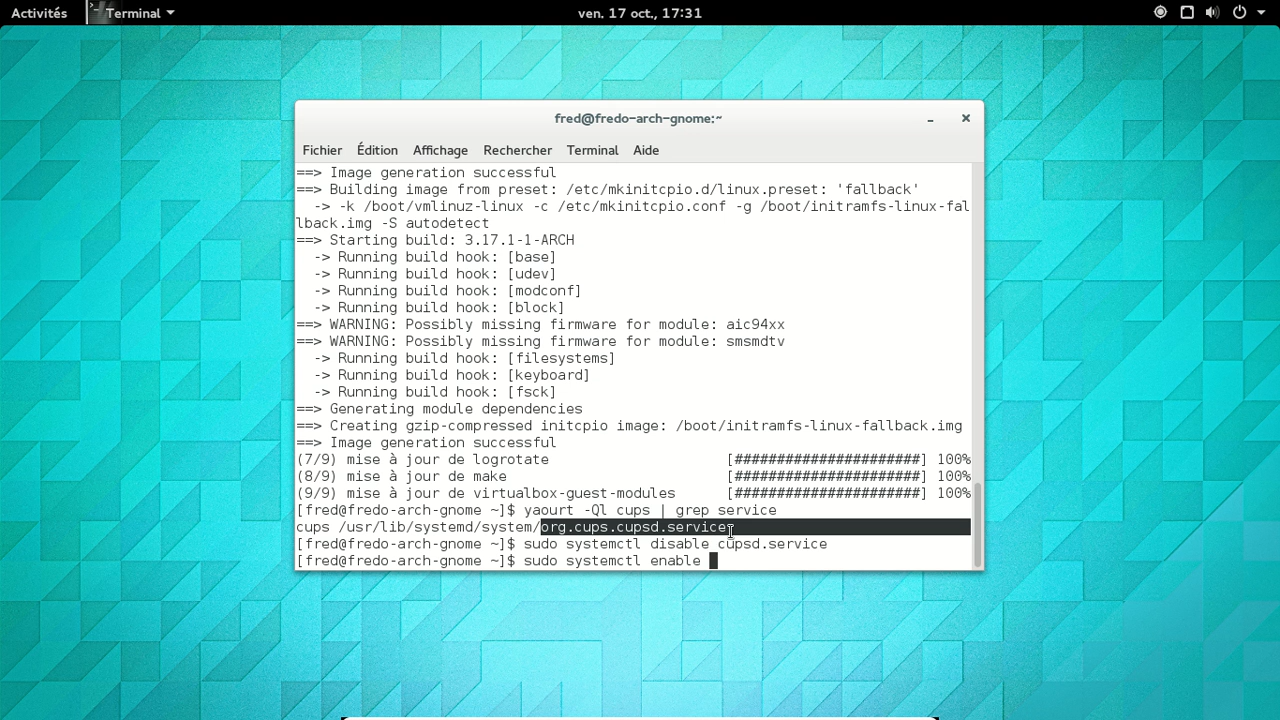 Activités
Terminal
ven. 17 oct., 17:31
fred@fredo-arch-gnome:~
Fichier Édition Affichage Rechercher Terminal Aide
==> Image generation successful
==> Building image from preset: /etc/mkinitcpio.d/linux.preset: 'fallback'
  -> -k /boot/vmlinuz-linux -c /etc/mkinitcpio.conf -g /boot/initramfs-linux-fal
lback.img -S autodetect
==> Starting build: 3.17.1-1-ARCH
  -> Running build hook: [base]
  -> Running build hook: [udev]
  -> Running build hook: [modconf]
  -> Running build hook: [block]
==> WARNING: Possibly missing firmware for module: aic94xx
==> WARNING: Possibly missing firmware for module: smsmdtv
  -> Running build hook: [filesystems]
  -> Running build hook: [keyboard]
  -> Running build hook: [fsck]
==> Generating module dependencies
==> Creating gzip-compressed initcpio image: /boot/initramfs-linux-fallback.img
==> Image generation successful
(7/9) mise à jour de logrotate [######################] 100%
(8/9) mise à jour de make [######################] 100%
(9/9) mise à jour de virtualbox-guest-modules [######################] 100%
[fred@fredo-arch-gnome ~]$ yaourt -Ql cups | grep service
cups /usr/lib/systemd/system/org.cups.cupsd.service
[fred@fredo-arch-gnome ~]$ sudo systemctl disable cupsd.service
[fred@fredo-arch-gnome ~]$ sudo systemctl enable